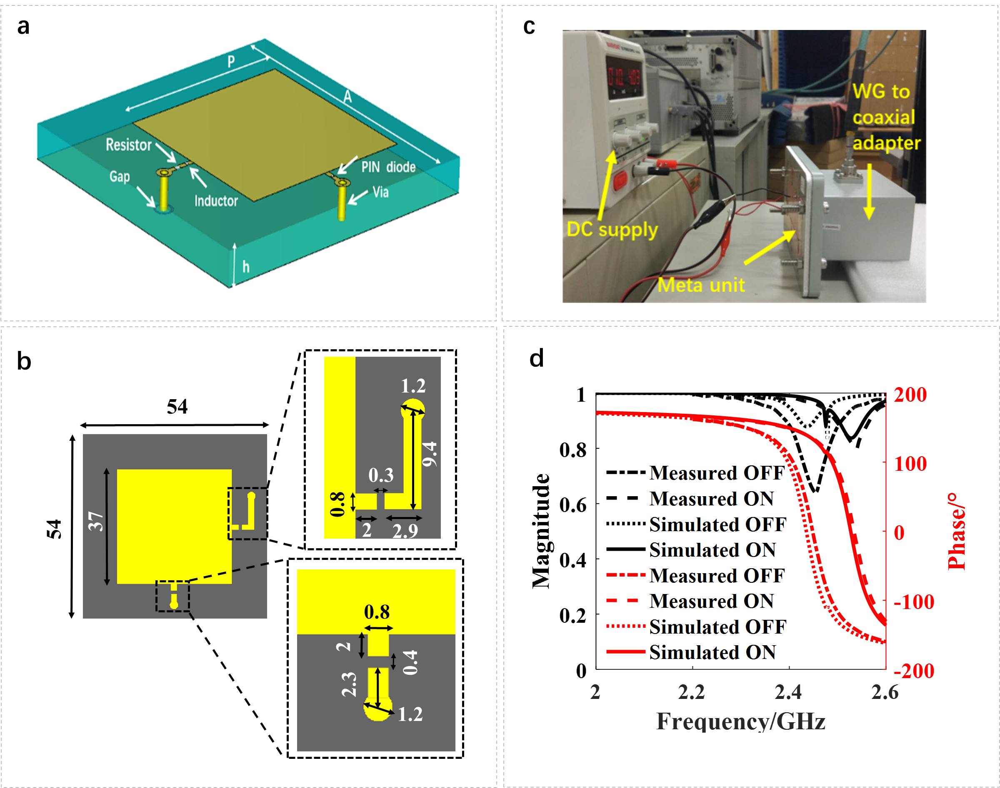 a
P
A
Resistor
PIN diode
Gap
Via
Inductor
h
c
WG to
coaxial
adapter
DC supply
Meta unit
b
54
54
37
1.2
9.4
0.3
0.8
2
2.9
0.8
2
0.4
2.3
1.2
d
1
0.8
0.6
0.4
0.2
0
Magnitude
200
100
0
-100
-200
Phase/°
Measured OFF
Measured ON
Simulated OFF
Simulated ON
Measured OFF
Measured ON
Simulated OFF
Simulated ON
2
2.2
2.4
2.6
Frequency/GHz